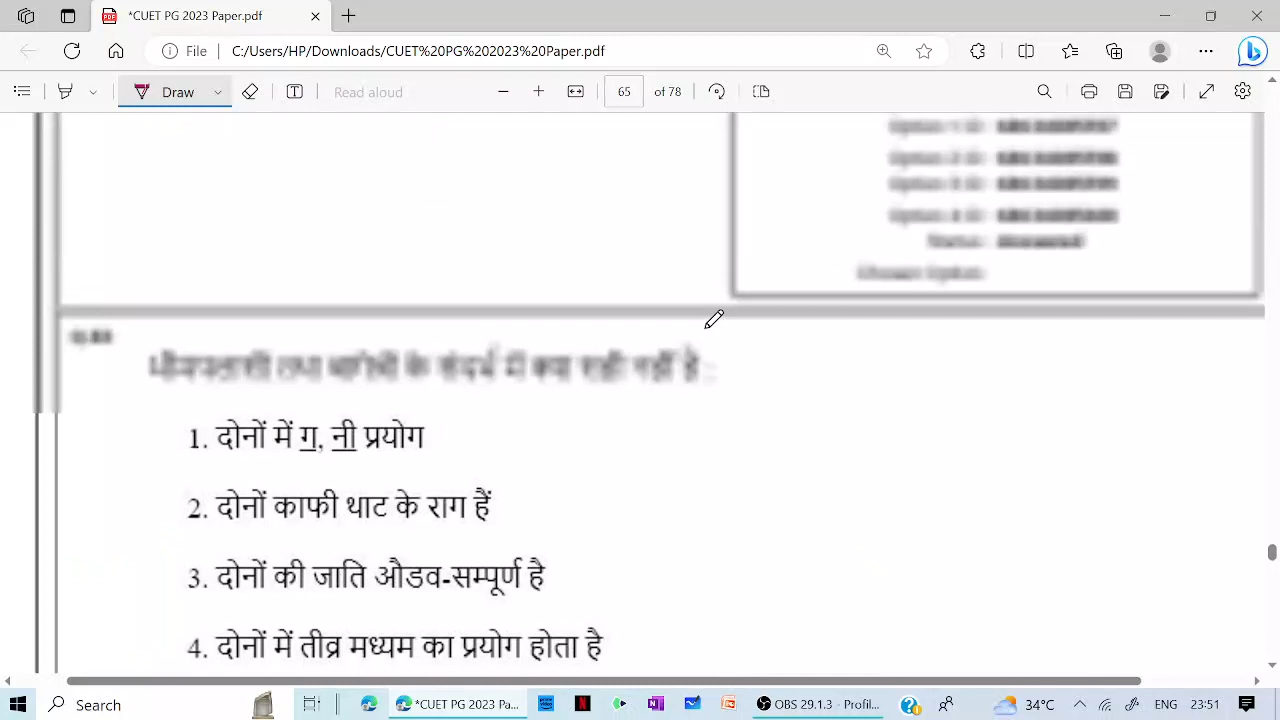 *CUET PG 2023 Paper.pdf
File
C:/Users/HP/Downloads/CUET%20PG%202023%20Paper.pdf
Draw
Read aloud
65 of 78
1. दोनों में ग, नी प्रयोग
2. दोनों काफी थाट के राग हैं
3. दोनों की जाति औडव-सम्पूर्ण है
4. दोनों में तीव्र मध्यम का प्रयोग होता है
Search
*CUET PG 2023 Pa...
OBS 29.1.3 - Profil...
34°C
ENG
23:51